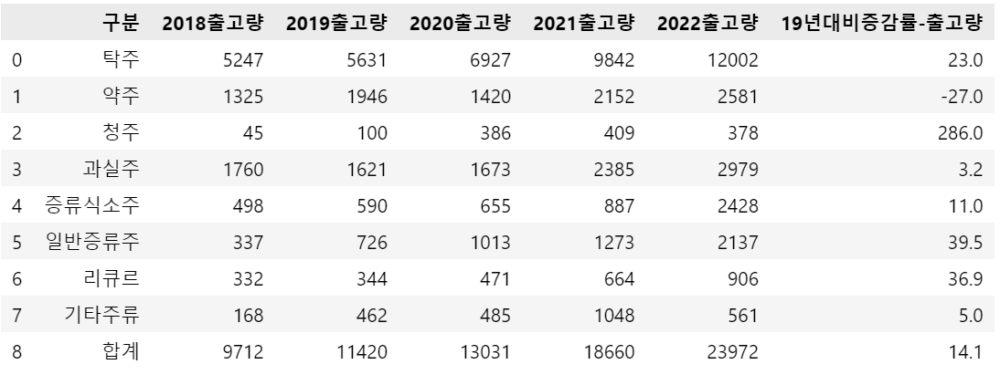 구분 2018출고량 2019출고량 2020출고량 2021출고량 2022출고량 19년대비증감률-출고량
0 탁주 5247 5631 6927 9842 12002 23.0
1 약주 1325 1946 1420 2152 2581 -27.0
2 청주 45 100 386 409 378 286.0
3 과실주 1760 1621 1673 2385 2979 3.2
4 증류식소주 498 590 655 887 2428 11.0
5 일반증류주 337 726 1013 1273 2137 39.5
6 리큐르 332 344 471 664 906 36.9
7 기타주류 168 462 485 1048 561 5.0
8 합계 9712 11420 13031 18660 23972 14.1